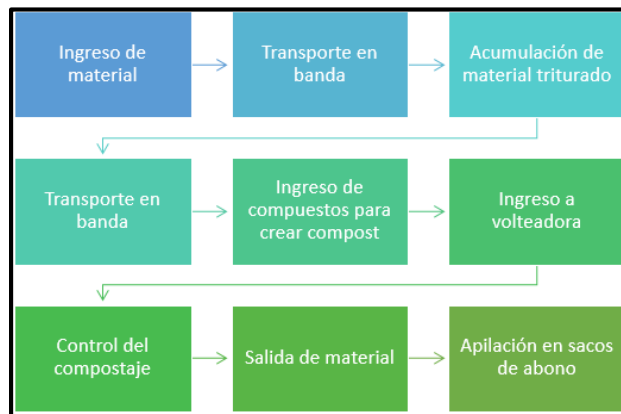 Ingreso de
material
Transporte en
banda
Acumulación de
material triturado
Transporte en
banda
Ingreso de
compuestos para
crear compost
Ingreso a
volteadora
Control del
compostaje
Salida de material
Apilación en sacos
de abono